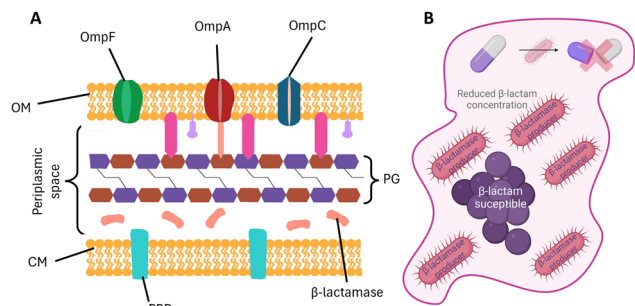 A
OmpF
OmpA
OmpC
OM
Periplasmic
space
PG
CM
β-lactamase
B
Reduced β-lactam
concentration
β-lactamase
producer
β-lactamase
producer
β-lactamase
producer
β-lactam
suceptible
β-lactamase
producer
β-lactamase
producer